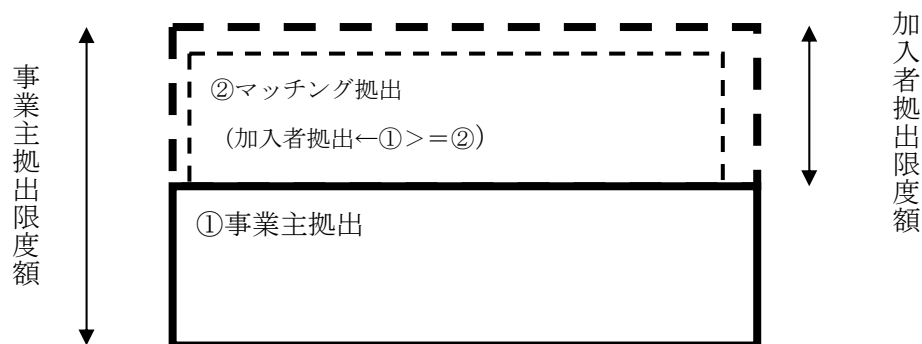 事業主拠出限度額
②マッチング拠出
(加入者拠出←①>=②)
①事業主拠出
加入者拠出限度額